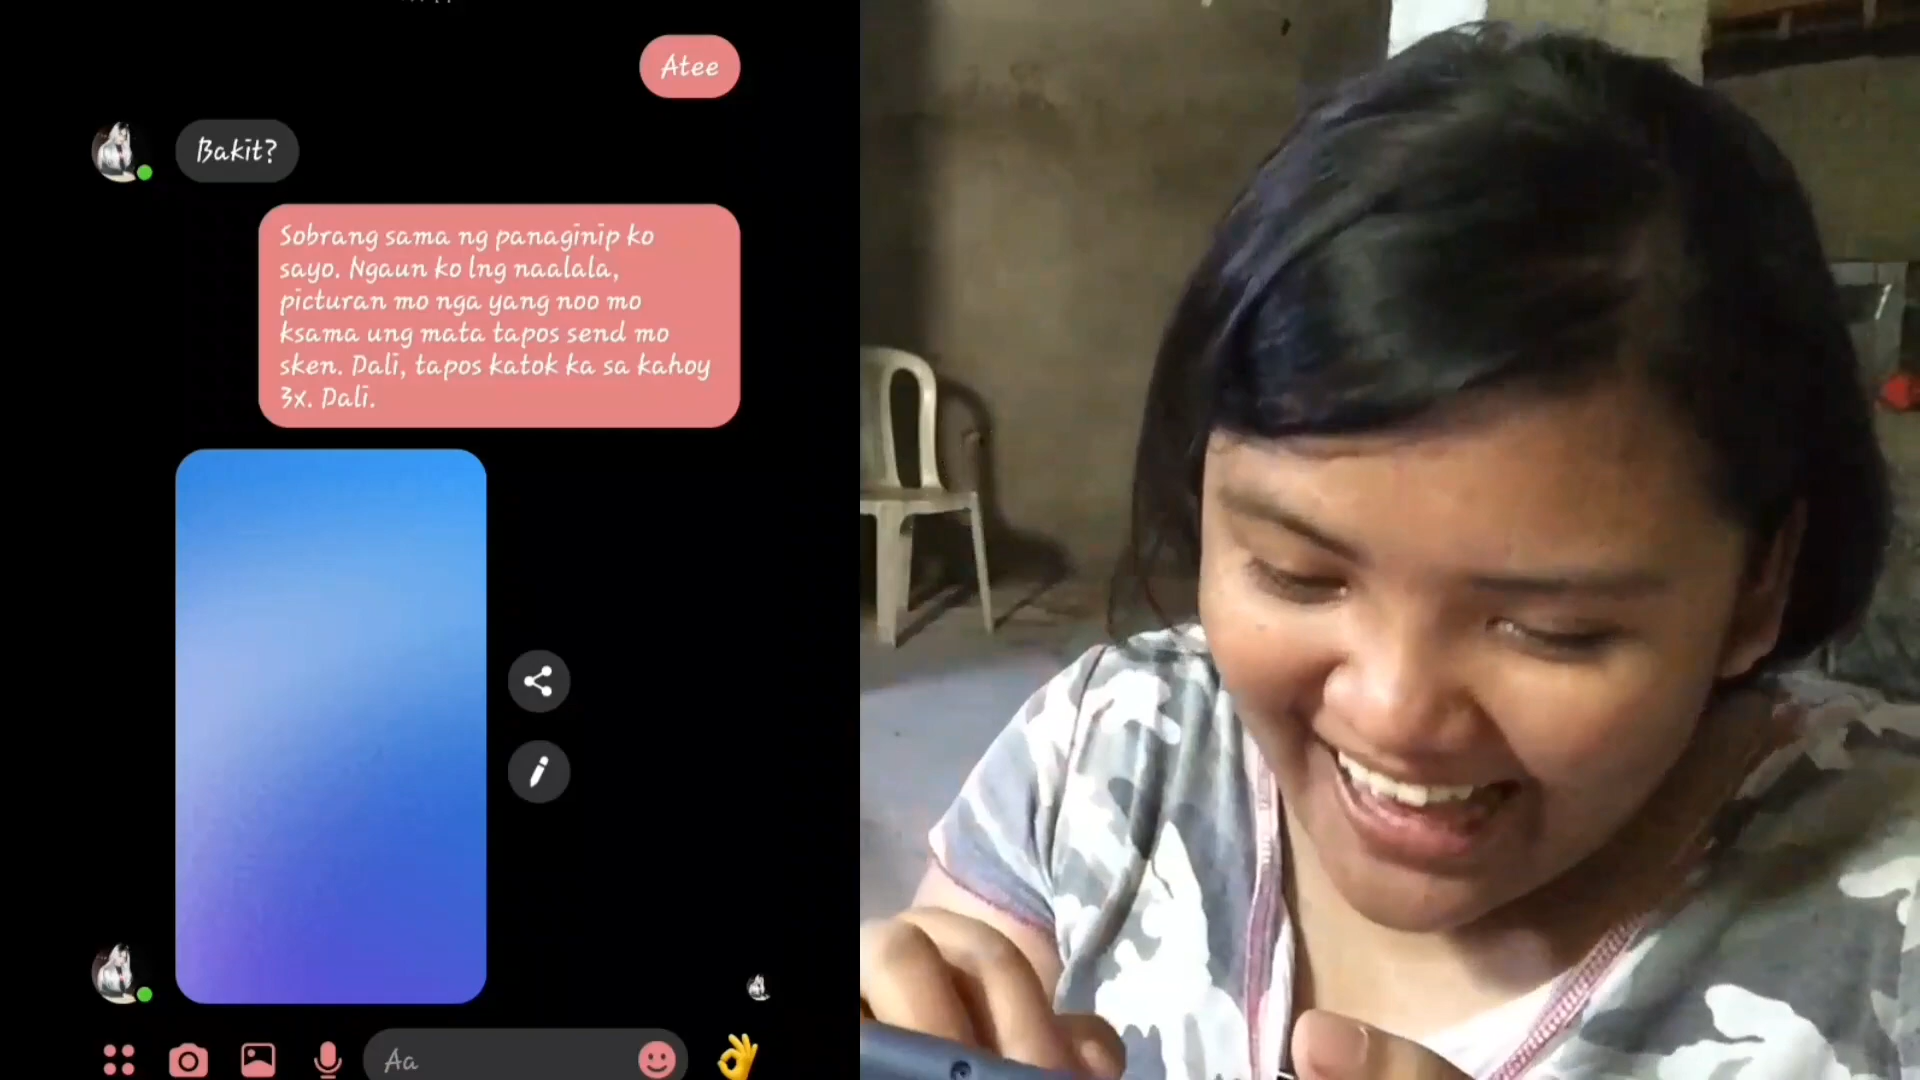 Atee
Bakit?
Sobrang sama ng panaginip ko
sayo. Ngaun ko lng naalala,
picturan mo nga yang noo mo
ksama ung mata tapos send mo
sken. Dali, tapos katok ka sa kahoy
3x. Dali.
Aa